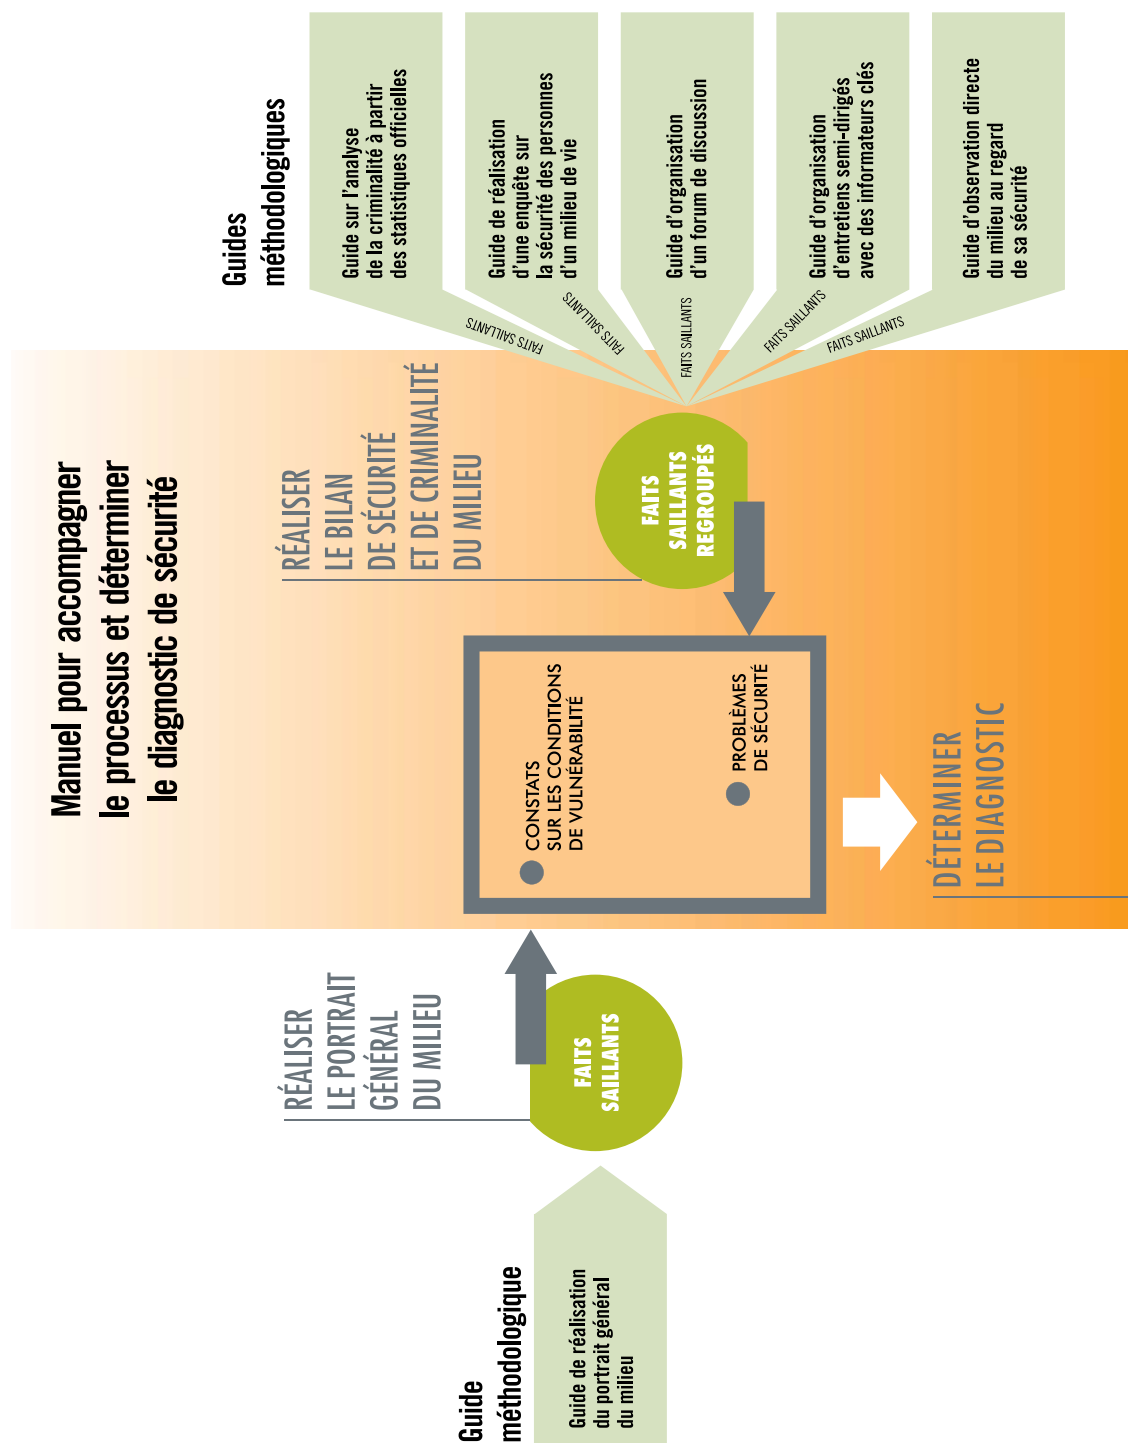 Manuel pour accompagner
le processus et déterminer
le diagnostic de sécurité
Guide
méthodologique
Guide de réalisation
du portrait général
du milieu
RÉALISER
LE PORTRAIT
GÉNÉRAL
DU MILIEU
FAITS
SAILLANTS
CONSTATS
SUR LES CONDITIONS
DE VULNÉRABILITÉ
PROBLÈMES
DE SÉCURITÉ
DÉTERMINER
LE DIAGNOSTIC
RÉALISER
LE BILAN
DE SÉCURITÉ
ET DE CRIMINALITÉ
DU MILIEU
FAITS
SAILLANTS
REGROUPÉS
Guides
méthodologiques
Guide sur l'analyse
de la criminalité à partir
des statistiques officielles
FAITS SAILLANTS
Guide de réalisation
d'une enquête sur
la sécurité des personnes
d'un milieu de vie
FAITS SAILLANTS
Guide d'organisation
d'un forum de discussion
FAITS SAILLANTS
Guide d'organisation
d'entretiens semi-dirigés
avec des informateurs clés
FAITS SAILLANTS
Guide d'observation directe
du milieu au regard
de sa sécurité
FAITS SAILLANTS